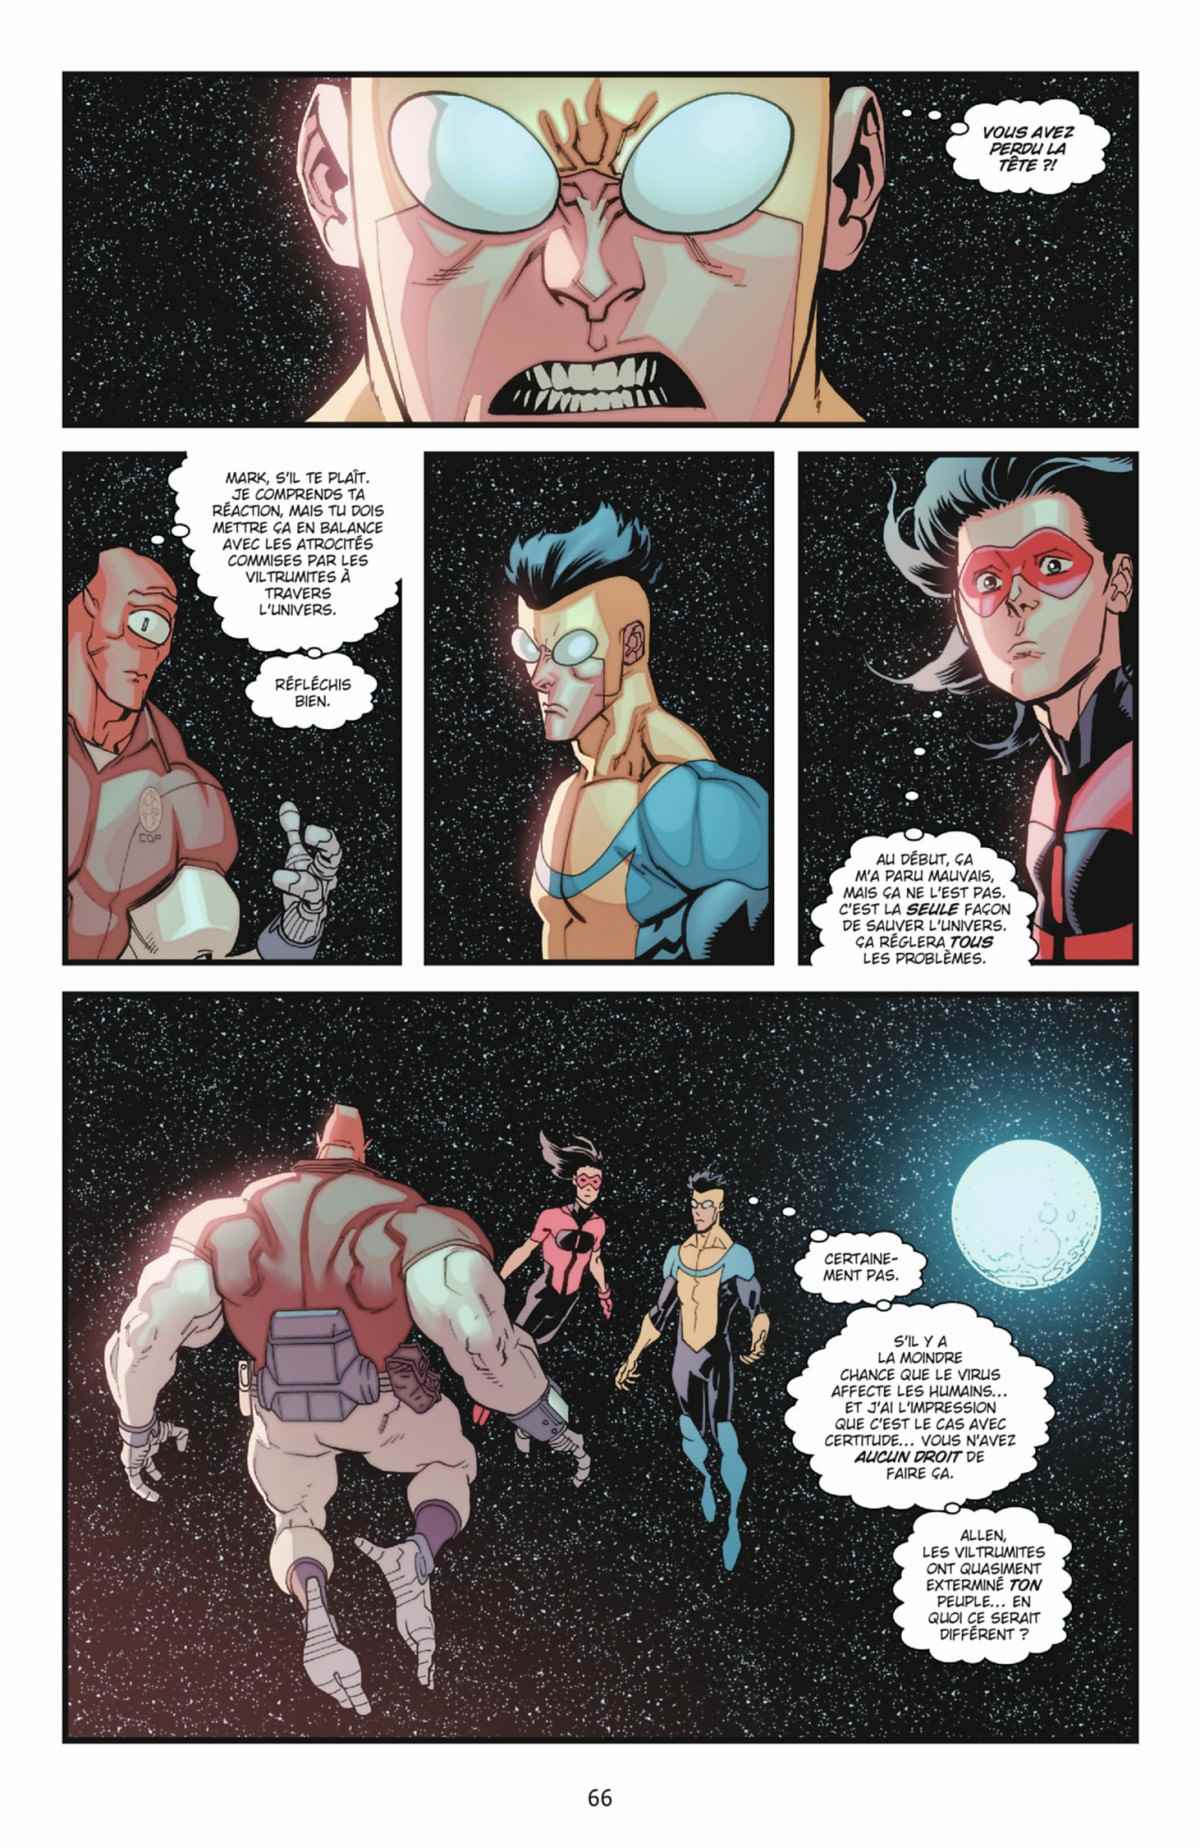 VOUS AVEZ
PERDU LA
TÊTE ?!
MARK, S'IL TE PLAÎT.
JE COMPRENDS TA
RÉACTION, MAIS TU DOIS
METTRE ÇA EN BALANCE
AVEC LES ATROCITÉS
COMMISES PAR LES
VILTRUMITES À
TRAVERS
L'UNIVERS.
RÉFLÉCHIS
BIEN.
COP
AU DÉBUT, ÇA
M'A PARU MAUVAIS,
MAIS ÇA NE L'EST PAS.
C'EST LA SEULE FAÇON
DE SAUVER L'UNIVERS.
ÇA RÉGLERA TOUS
LES PROBLÈMES.
CERTAINE-
MENT PAS.
S'IL Y A
LA MOINDRE
CHANCE QUE LE VIRUS
AFFECTE LES HUMAINS...
ET J'AI L'IMPRESSION
QUE C'EST LE CAS AVEC
CERTITUDE... VOUS N'AVEZ
AUCUN DROIT DE
FAIRE ÇA.
ALLEN,
LES VILTRUMITES
ONT QUASIMENT
EXTERMINÉ TON
PEUPLE... EN
QUOI CE SERAIT
DIFFÉRENT ?
66